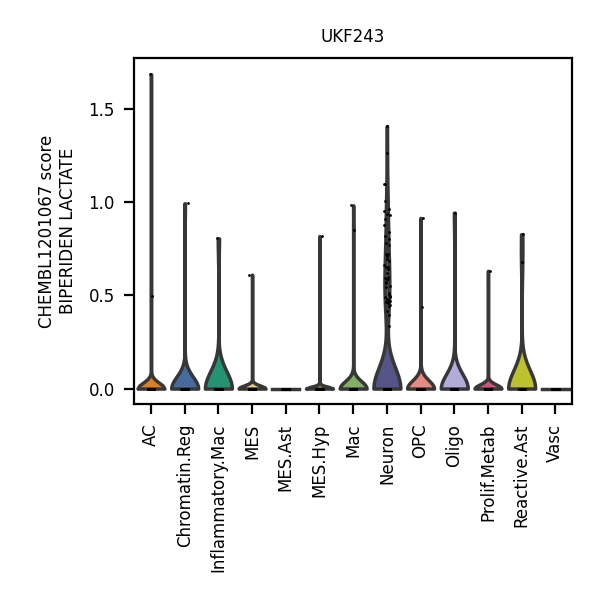 UKF243
CHEMBL1201067 score
BIPERIDEN LACTATE
1.5
1.0
0.5
0.0
AC
Chromatin.Reg
Inflammatory.Mac
MES
MES.Ast
MES.Hyp
Mac
Neuron
OPC
Oligo
Prolif.Metab
Reactive.Ast
Vasc